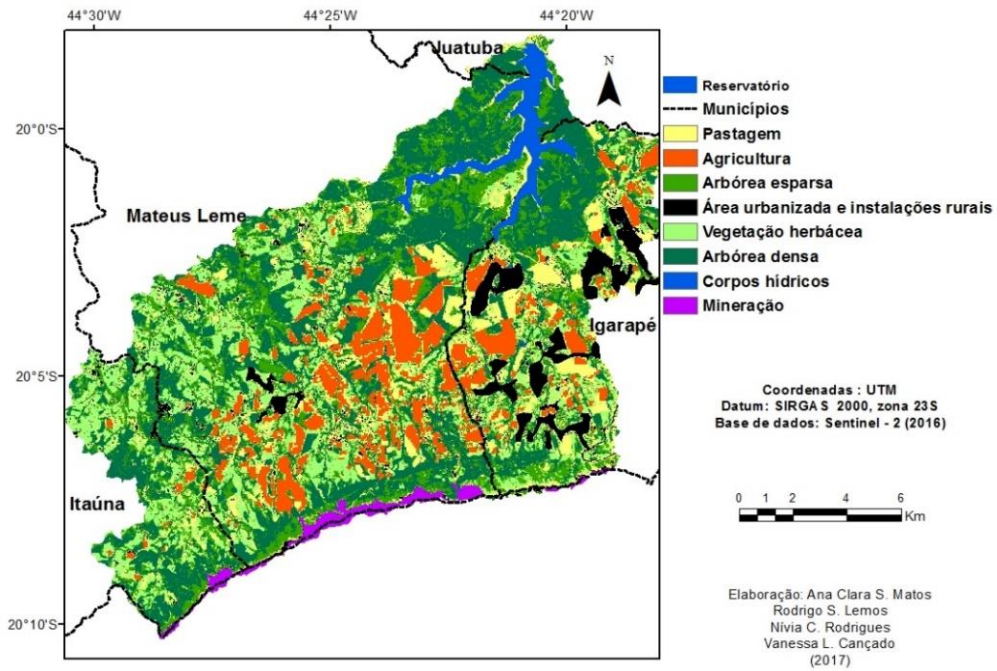 44°30'W 44°25'W 44°20'W
Juatuba
N
20°0'S
Mateus Leme
Igarapé
20°5'S
Itaúna
20°10'S
Reservatório
Municípios
Pastagem
Agricultura
Arbórea esparsa
Área urbanizada e instalações rurais
Vegetação herbácea
Arbórea densa
Corpos hídricos
Mineração
Coordenadas : UTM
Datum: SIRGAS 2000, zona 23S
Base de dados: Sentinel - 2 (2016)
0 1 2 4 6
Km
Elaboração: Ana Clara S. Matos
Rodrigo S. Lemos
Nívia C. Rodrigues
Vanessa L. Cançado
(2017)